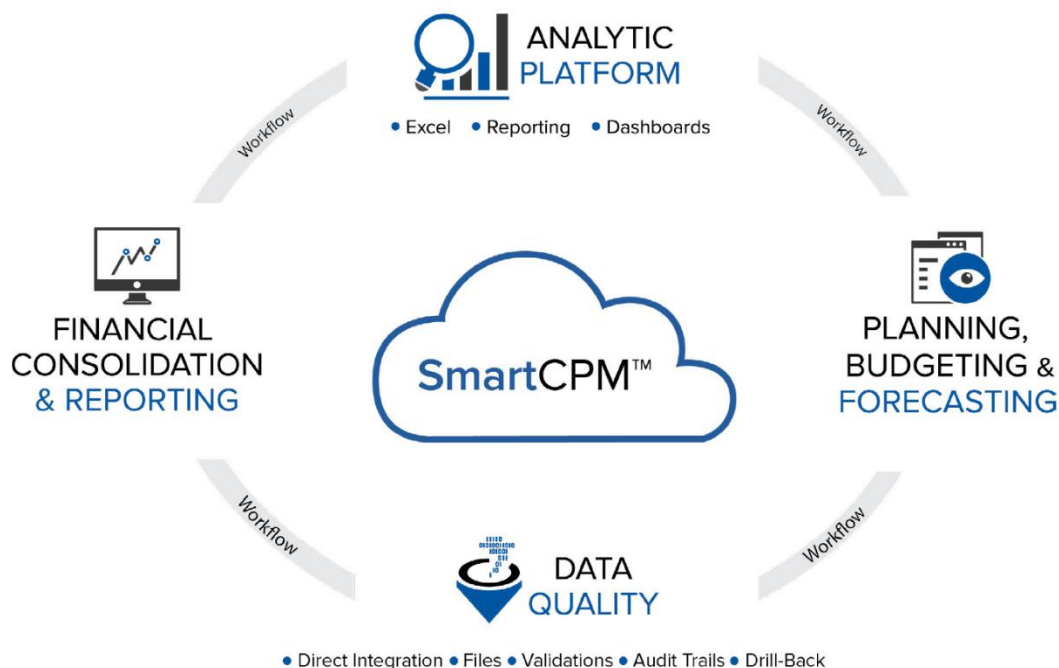 ANALYTIC
PLATFORM
• Excel • Reporting • Dashboards
Workflow
Workflow
FINANCIAL
CONSOLIDATION
& REPORTING
SmartCPM™
PLANNING,
BUDGETING &
FORECASTING
Workflow
Workflow
DATA
QUALITY
• Direct Integration • Files • Validations • Audit Trails • Drill-Back